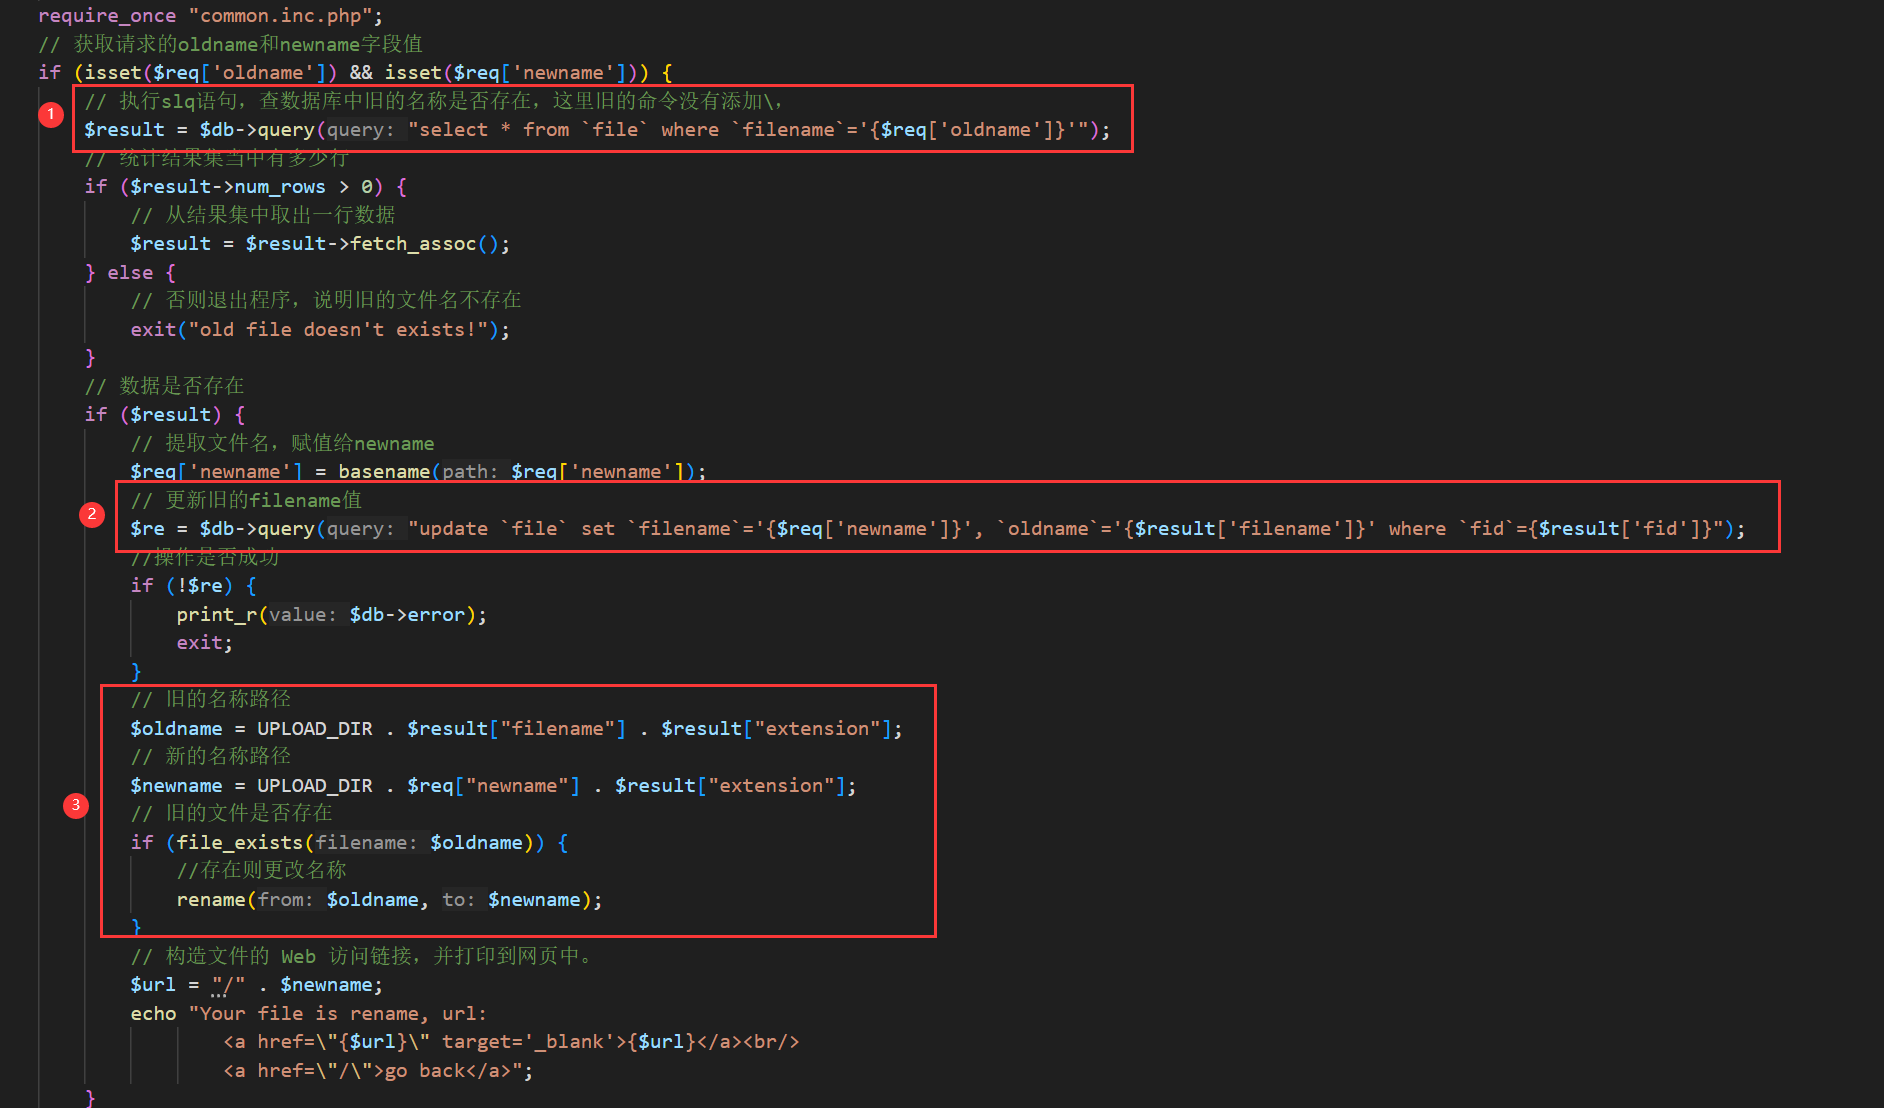 require_once "common.inc.php";
// 获取请求的oldname和newname字段值
if (isset($req['oldname']) && isset($req['newname'])) {
// 执行slq语句，查数据库中旧的名称是否存在，这里旧的命令没有添加\，
1
$result = $db->query(query: "select * from `file` where `filename`='{$req['oldname']}'");
// 统计结果集当中有多少行
if ($result->num_rows > 0) {
// 从结果集中取出一行数据
$result = $result->fetch_assoc();
} else {
// 否则退出程序，说明旧的文件名不存在
exit("old file doesn't exists!");
}
// 数据是否存在
if ($result) {
// 提取文件名，赋值给newname
$req['newname'] = basename(path: $req['newname']);
// 更新旧的filename值
2
$re = $db->query(query: "update `file` set `filename`='{$req['newname']}', `oldname`='{$result['filename']}' where `fid`={$result['fid']}");
//操作是否成功
if (!$re) {
print_r(value: $db->error);
exit;
}
// 旧的名称路径
$oldname = UPLOAD_DIR . $result["filename"] . $result["extension"];
// 新的名称路径
$newname = UPLOAD_DIR . $req["newname"] . $result["extension"];
3
// 旧的文件是否存在
if (file_exists(filename: $oldname)) {
//存在则更改名称
rename(from: $oldname, to: $newname);
}
// 构造文件的 Web 访问链接，并打印到网页中。
$url = "/" . $newname;
echo "Your file is rename, url:
<a href=\"{$url}\" target='_blank'>{$url}</a><br/>
<a href=\"/\">go back</a>";
}